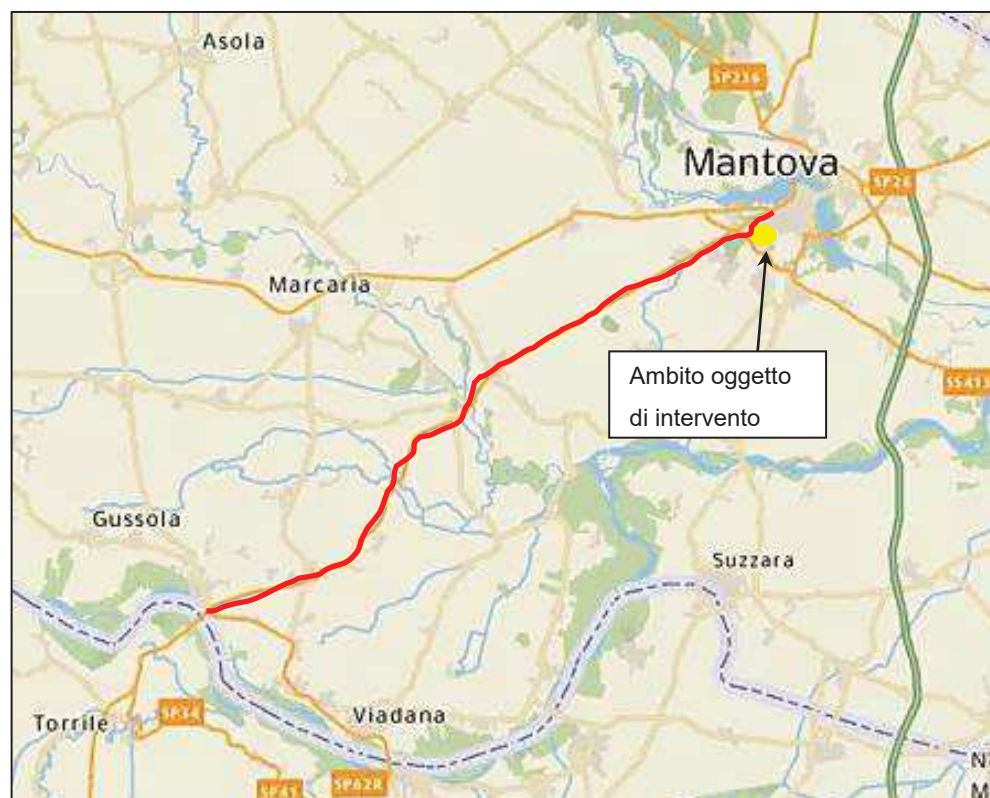 Asola
SP236
Mantova
SP28
Marcaria
Ambito oggetto
di intervento
SS413
Gussola
Suzzara
Torrile
SP34
Viadana
SP62R